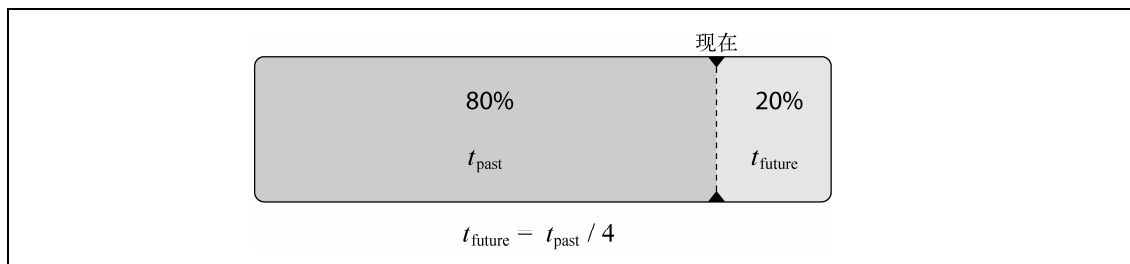 现在
80% 20%
t_past t_future
t_future = t_past / 4